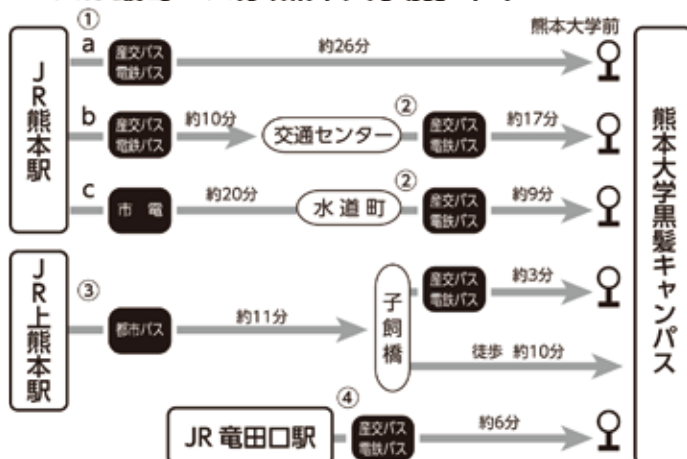 ①
熊本大学前
JR熊本駅
a
産交バス
電鉄バス
約26分
b
産交バス
電鉄バス
約10分
交通センター
②
産交バス
電鉄バス
約17分
c
市電
約20分
水道町
②
産交バス
電鉄バス
約9分
JR上熊本駅
③
都市バス
約11分
子飼橋
産交バス
電鉄バス
約3分
徒歩 約10分
JR 竜田口駅
④
産交バス
電鉄バス
約6分
熊本大学黒髪キャンパス